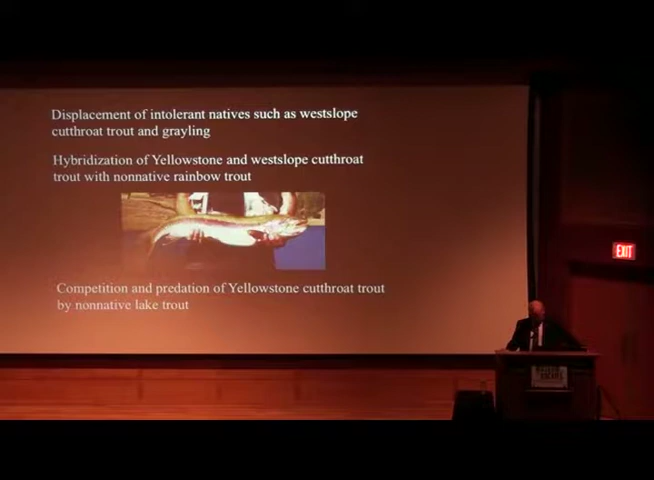 Displacement of intolerant natives such as westslope
cutthroat trout and grayling
Hybridization of Yellowstone and westslope cutthroat
trout with nonnative rainbow trout
Competition and predation of Yellowstone cutthroat trout
by nonnative lake trout
EXIT